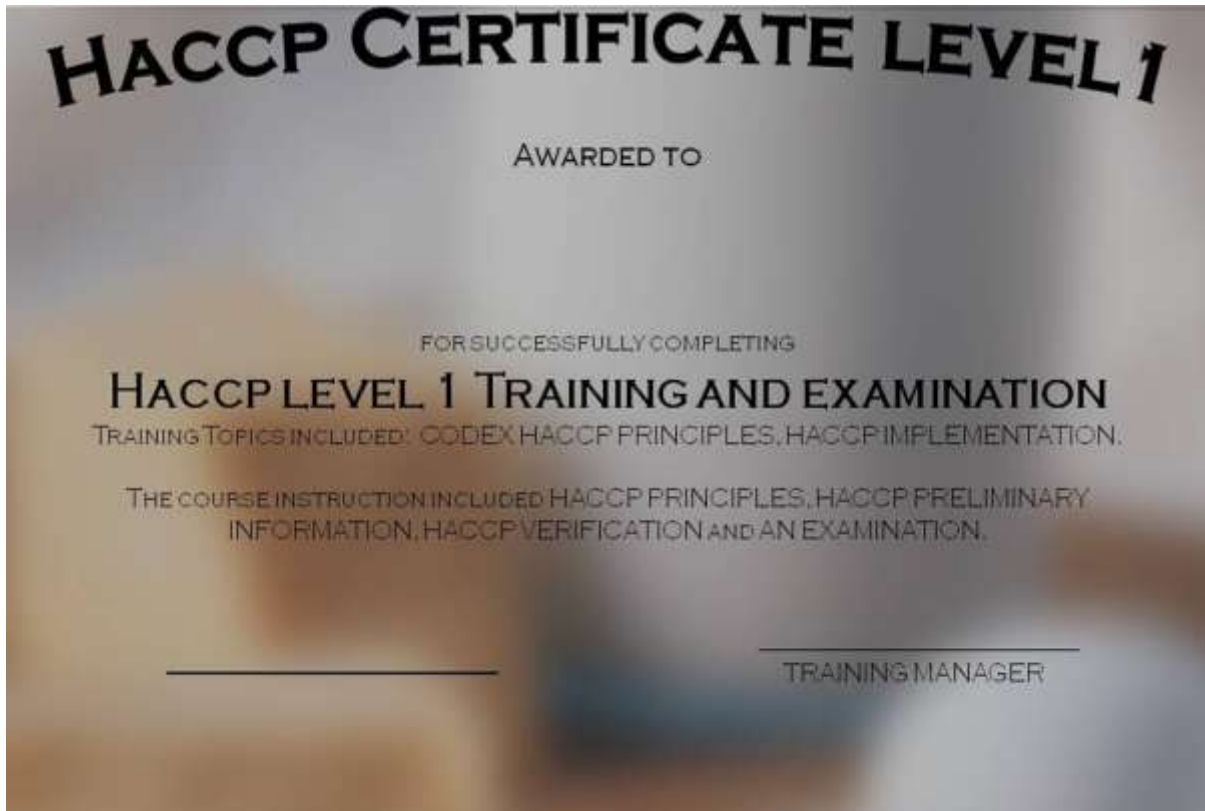 HACCP CERTIFICATE LEVEL 1
AWARDED TO
FOR SUCCESSFULLY COMPLETING
HACCP LEVEL 1 TRAINING AND EXAMINATION
TRAINING TOPICS INCLUDED: CODEX HACCP PRINCIPLES, HACCP IMPLEMENTATION.
THE COURSE INSTRUCTION INCLUDED HACCP PRINCIPLES, HACCP PRELIMINARY
INFORMATION, HACCP VERIFICATION AND AN EXAMINATION.
TRAINING MANAGER